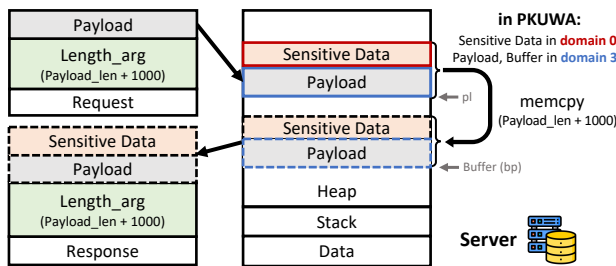 Payload
Length_arg
(Payload_len + 1000)
Request
Sensitive Data
Payload
Length_arg
(Payload_len + 1000)
Response
Sensitive Data
Payload
pl
Sensitive Data
Payload
Buffer (bp)
Heap
Stack
Data
in PKUWA:
Sensitive Data in domain 0
Payload, Buffer in domain 3
memcpy
(Payload_len + 1000)
Server